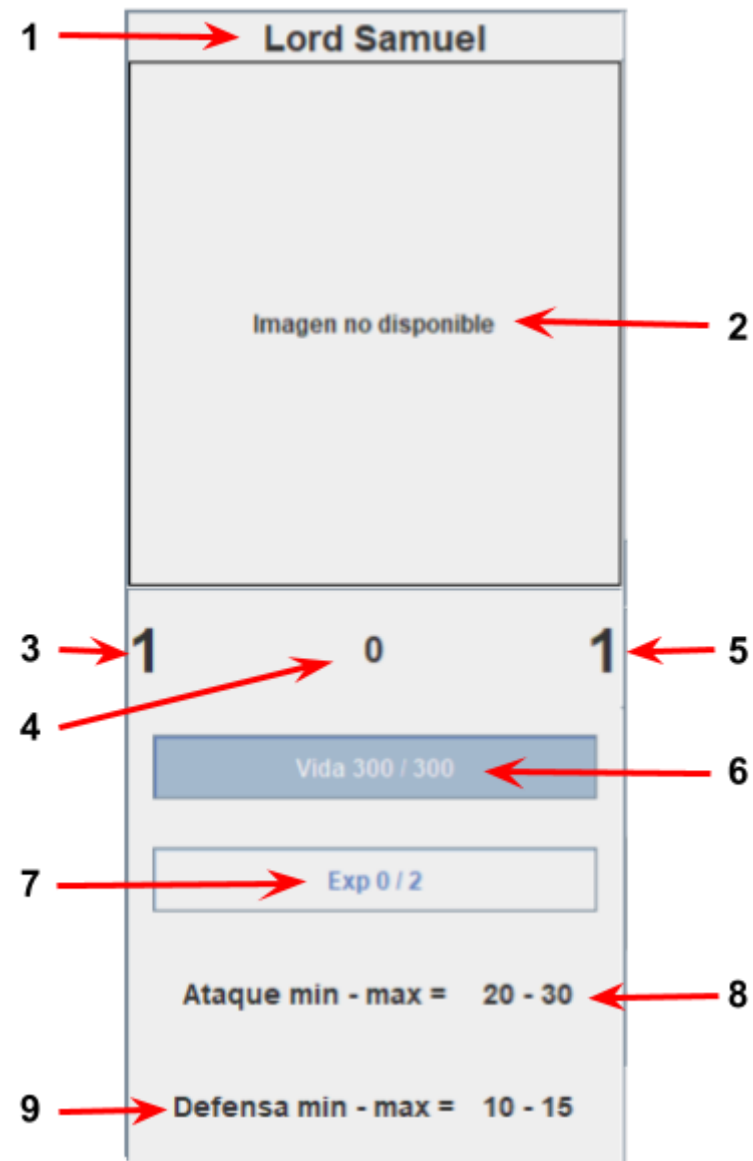 1 Lord Samuel
Imagen no disponible 2
3 1 0 1 5
4
Vida 300 / 300 6
7 Exp 0 / 2
Ataque min - max = 20 - 30 8
9 Defensa min - max = 10 - 15